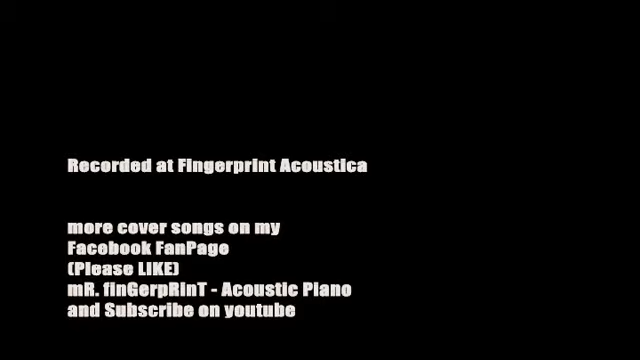 Recorded at Fingerprint Acoustica
more cover songs on my
Facebook FanPage
(Please LIKE)
mR. finGerpRinT - Acoustic Piano
and Subscribe on youtube